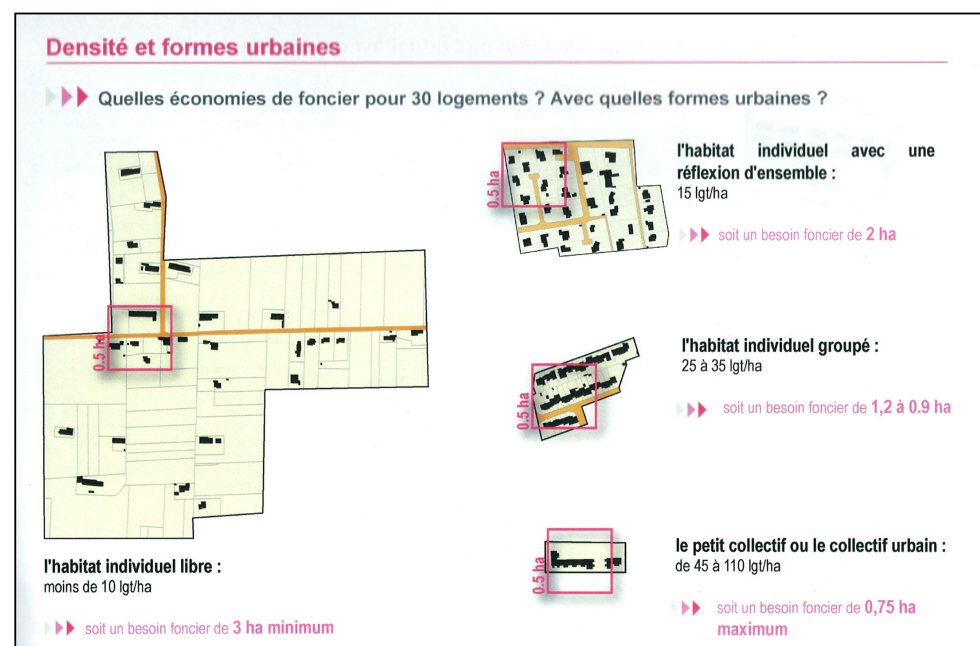 Densité et formes urbaines
Quelles économies de foncier pour 30 logements ? Avec quelles formes urbaines ?
0.5 ha
l'habitat individuel libre :
moins de 10 lgt/ha
soit un besoin foncier de 3 ha minimum
0.5 ha
l'habitat individuel avec une
réflexion d'ensemble :
15 lgt/ha
soit un besoin foncier de 2 ha
0.5 ha
l'habitat individuel groupé :
25 à 35 lgt/ha
soit un besoin foncier de 1,2 à 0.9 ha
0.5 ha
le petit collectif ou le collectif urbain :
de 45 à 110 lgt/ha
soit un besoin foncier de 0,75 ha
maximum